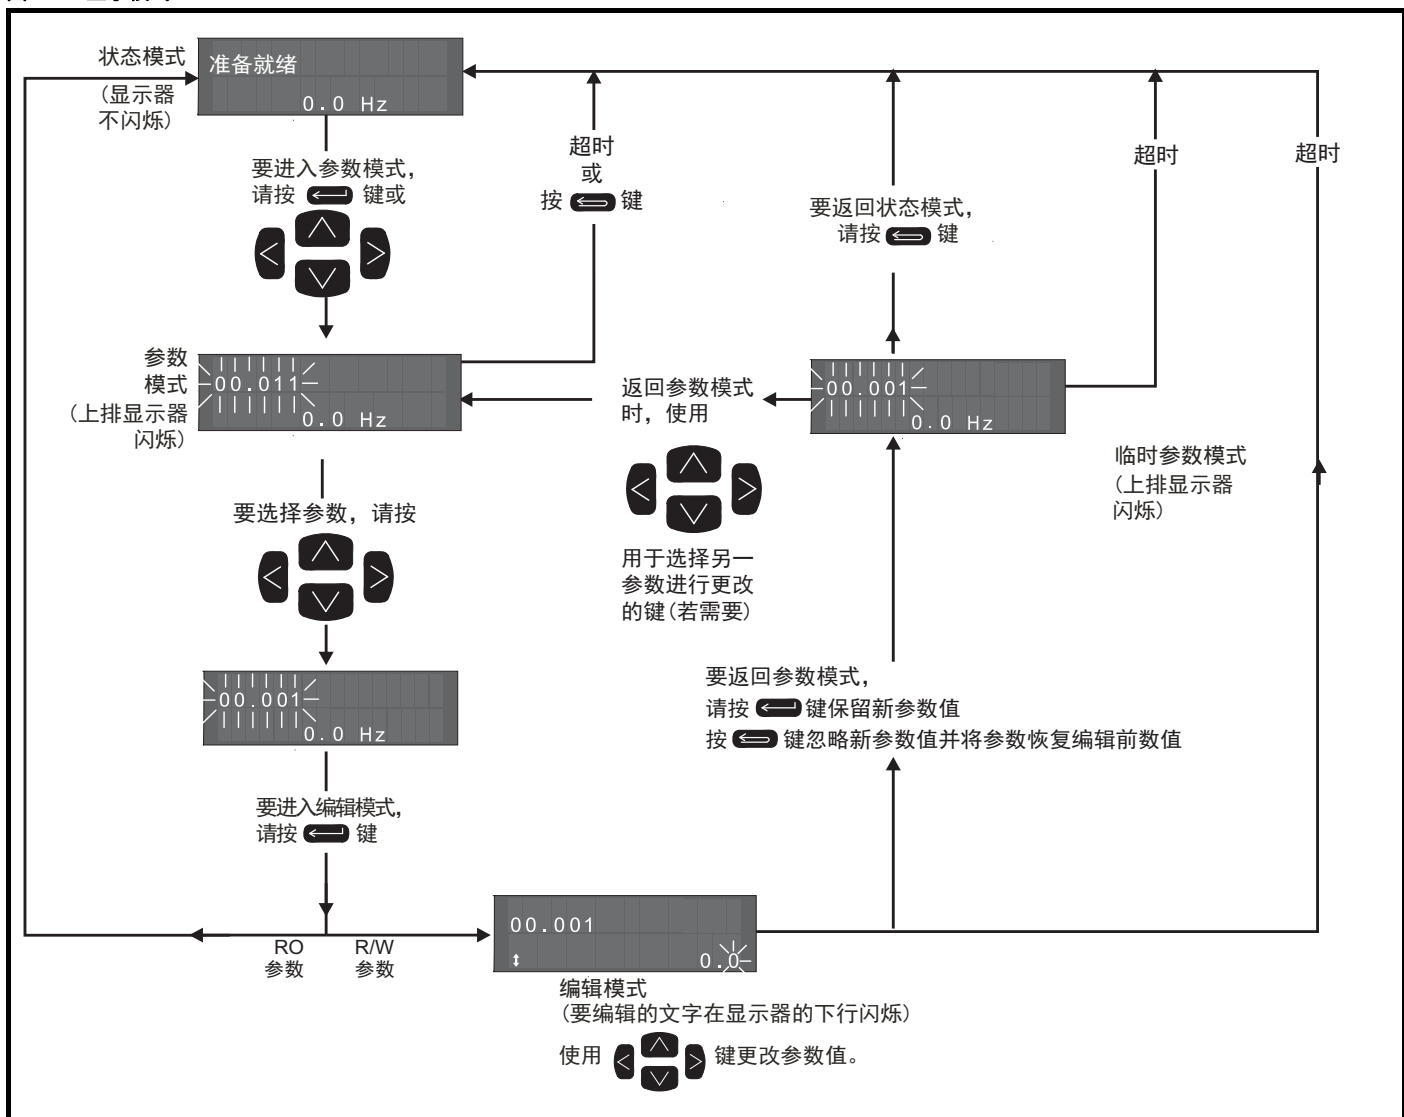 状态模式
(显示器
不闪烁)
准备就绪
0.0 Hz
要进入参数模式，
请按 键或
超时
或
按 键
要返回状态模式，
请按 键
超时
超时
参数
模式
(上排显示器
闪烁)
00.011
0.0 Hz
返回参数模式
时，使用
00.001
0.0 Hz
临时参数模式
(上排显示器
闪烁)
要选择参数，请按
用于选择另一
参数进行更改
的键(若需要)
00.001
0.0 Hz
要返回参数模式，
请按 键保留新参数值
按 键忽略新参数值并将参数恢复编辑前数值
要进入编辑模式，
请按 键
RO
参数
R/W
参数
00.001
0.0
编辑模式
(要编辑的文字在显示器的下行闪烁)
使用 键更改参数值。